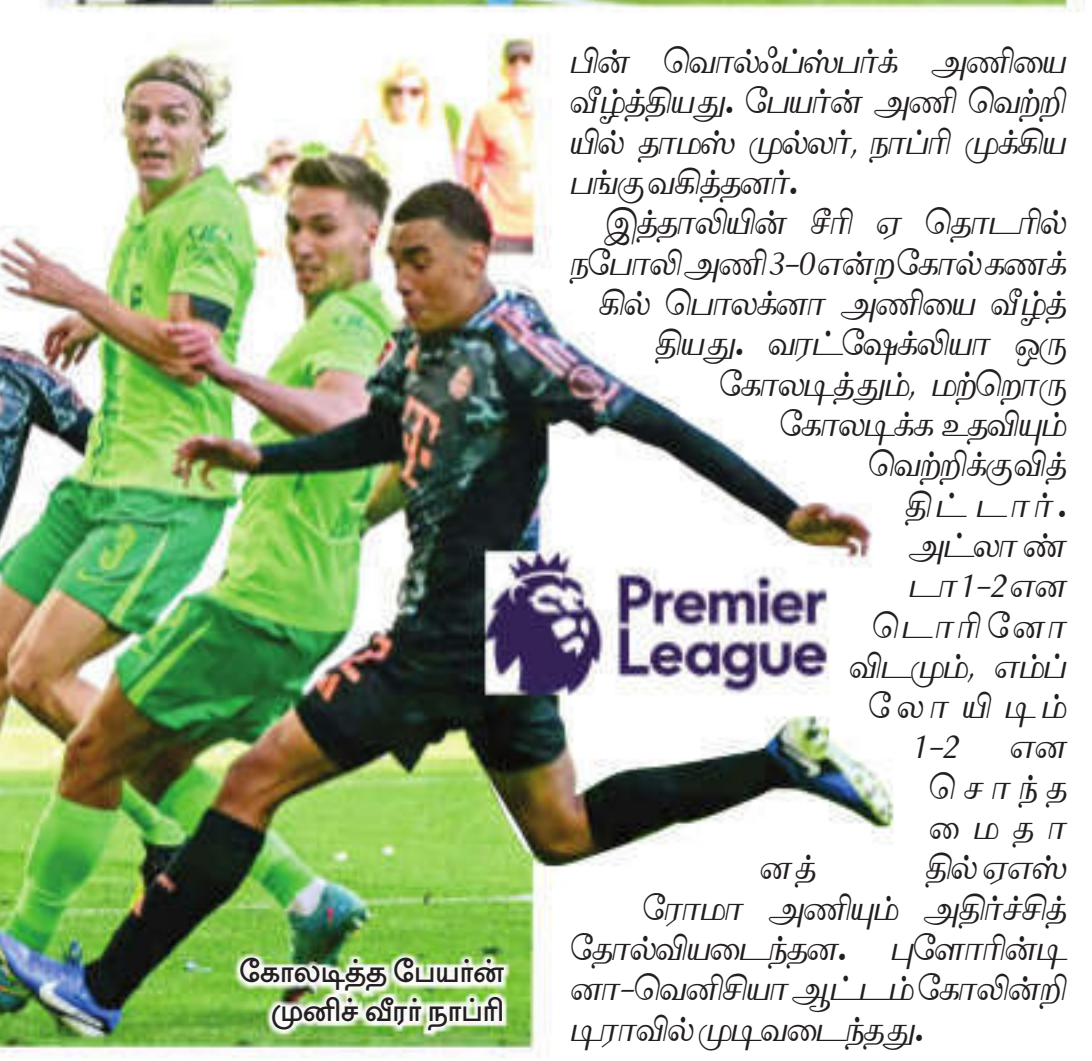 பின் வொல்ஃப்ஸ்பர்க் அணியை
வீழ்த்தியது. பேயர்ன் அணி வெற்றி
யில் தாமஸ் முல்லர், நாப்ரி முக்கிய
பங்கு வகித்தனர்.
இத்தாலியின் சீரி ஏ தொடரில்
நபோலி அணி 3-0 என்ற கோல் கணக்
கில் பொலக்னா அணியை வீழ்த்
தியது. வரட்ஷேக்லியா ஒரு
கோலடித்தும், மற்றொரு
கோலடிக்க உதவியும்
வெற்றிக்குவித்
திட்டார்.
அட்லாண்
டா 1-2 என
டொரினோ
விடமும், எம்ப்
லோயிடிம்
1-2 என
சொந்த
மைதா
னத் தில் ஏஎஸ்
ரோமா அணியும் அதிர்ச்சித்
தோல்வியடைந்தன. புளோரின்டி
னா-வெனிசியா ஆட்டம் கோலின்றி
டிராவில் முடிவடைந்தது.
Premier
League
கோலடித்த பேயர்ன்
முனிச் வீரர் நாப்ரி